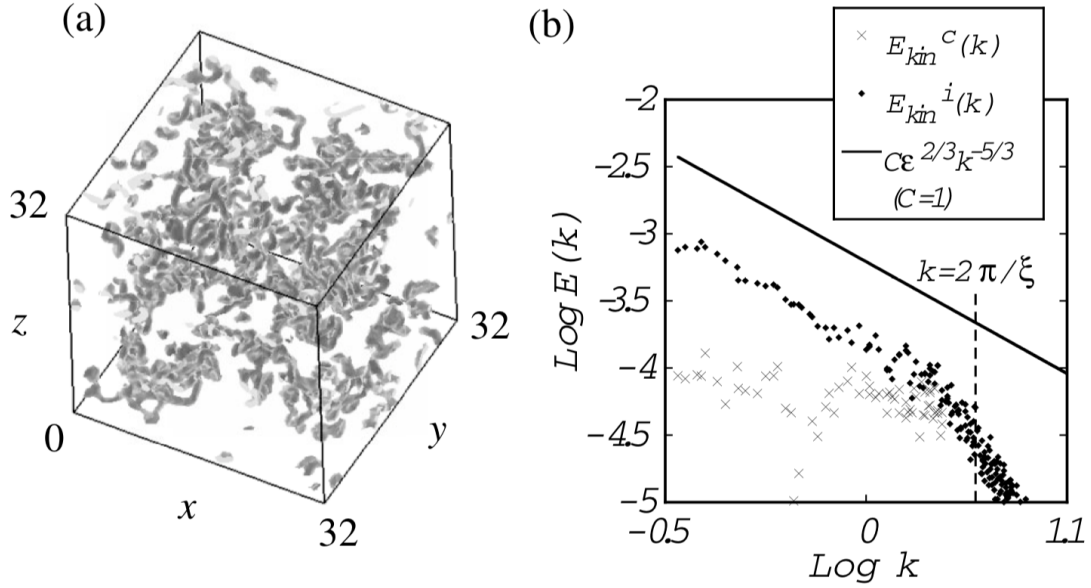 (a)
32
z
0
x
32
y
32
(b)
E_kin^c(k)
E_kin^i(k)
Cε^2/3 k^-5/3
(C=1)
Log E(k)
-2
-2.5
-3
-3.5
-4
-4.5
-5
k=2π/ξ
-0.5
0
1.1
Log k